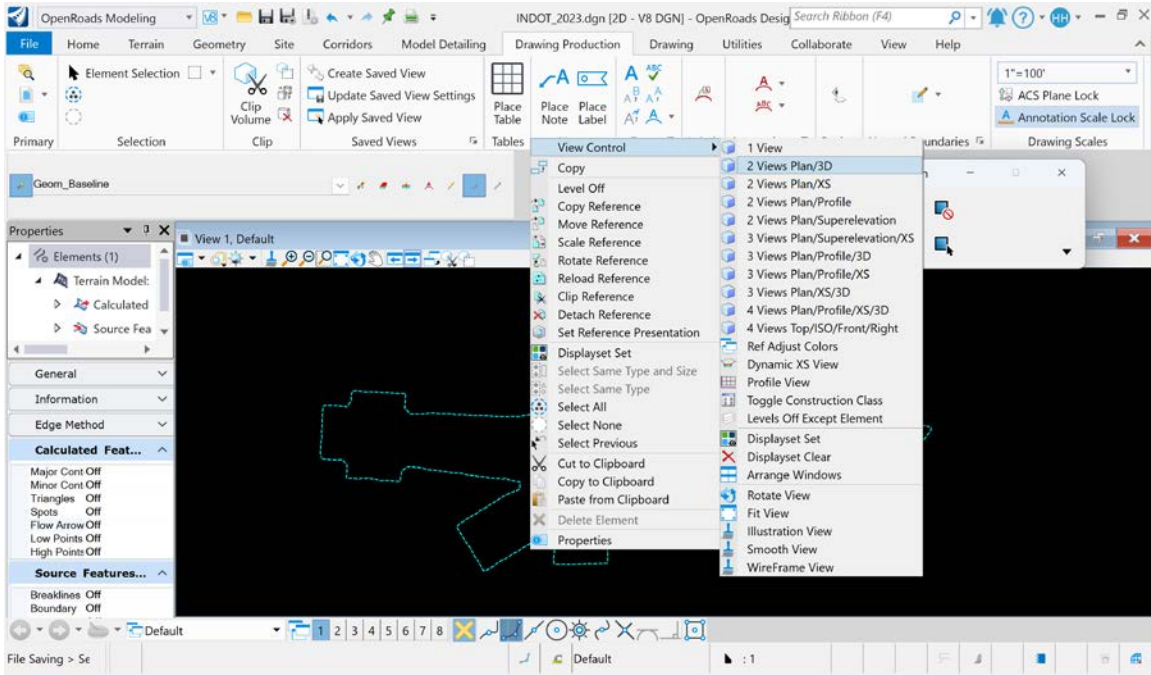 OpenRoads Modeling
V8
INDOT_2023.dgn [2D - V8 DGN] - OpenRoads Desig
Search Ribbon (F4)
HH
File
Home
Terrain
Geometry
Site
Corridors
Model Detailing
Drawing Production
Drawing
Utilities
Collaborate
View
Help
Element Selection
Primary
Selection
Clip
Volume
Clip
Create Saved View
Update Saved View Settings
Apply Saved View
Saved Views
Place
Table
Tables
Place
Note
Place
Label
1"=100'
ACS Plane Lock
Annotation Scale Lock
Drawing Scales
undaries
Geom_Baseline
Properties
Elements (1)
Terrain Model:
Calculated
Source Fea
General
Information
Edge Method
Calculated Feat...
Major Cont Off
Minor Cont Off
Triangles Off
Spots Off
Flow Arrow Off
Low Points Off
High Points Off
Source Features...
Breaklines Off
Boundary Off
View 1, Default
View Control
Copy
Level Off
Copy Reference
Move Reference
Scale Reference
Rotate Reference
Reload Reference
Clip Reference
Detach Reference
Set Reference Presentation
Displayset Set
Select Same Type and Size
Select Same Type
Select All
Select None
Select Previous
Cut to Clipboard
Copy to Clipboard
Paste from Clipboard
Delete Element
Properties
1 View
2 Views Plan/3D
2 Views Plan/XS
2 Views Plan/Profile
2 Views Plan/Superelevation
3 Views Plan/Superelevation/XS
3 Views Plan/Profile/3D
3 Views Plan/Profile/XS
3 Views Plan/XS/3D
4 Views Plan/Profile/XS/3D
4 Views Top/ISO/Front/Right
Ref Adjust Colors
Dynamic XS View
Profile View
Toggle Construction Class
Levels Off Except Element
Displayset Set
Displayset Clear
Arrange Windows
Rotate View
Fit View
Illustration View
Smooth View
WireFrame View
Default
1 2 3 4 5 6 7 8
File Saving > Se
Default
: 1